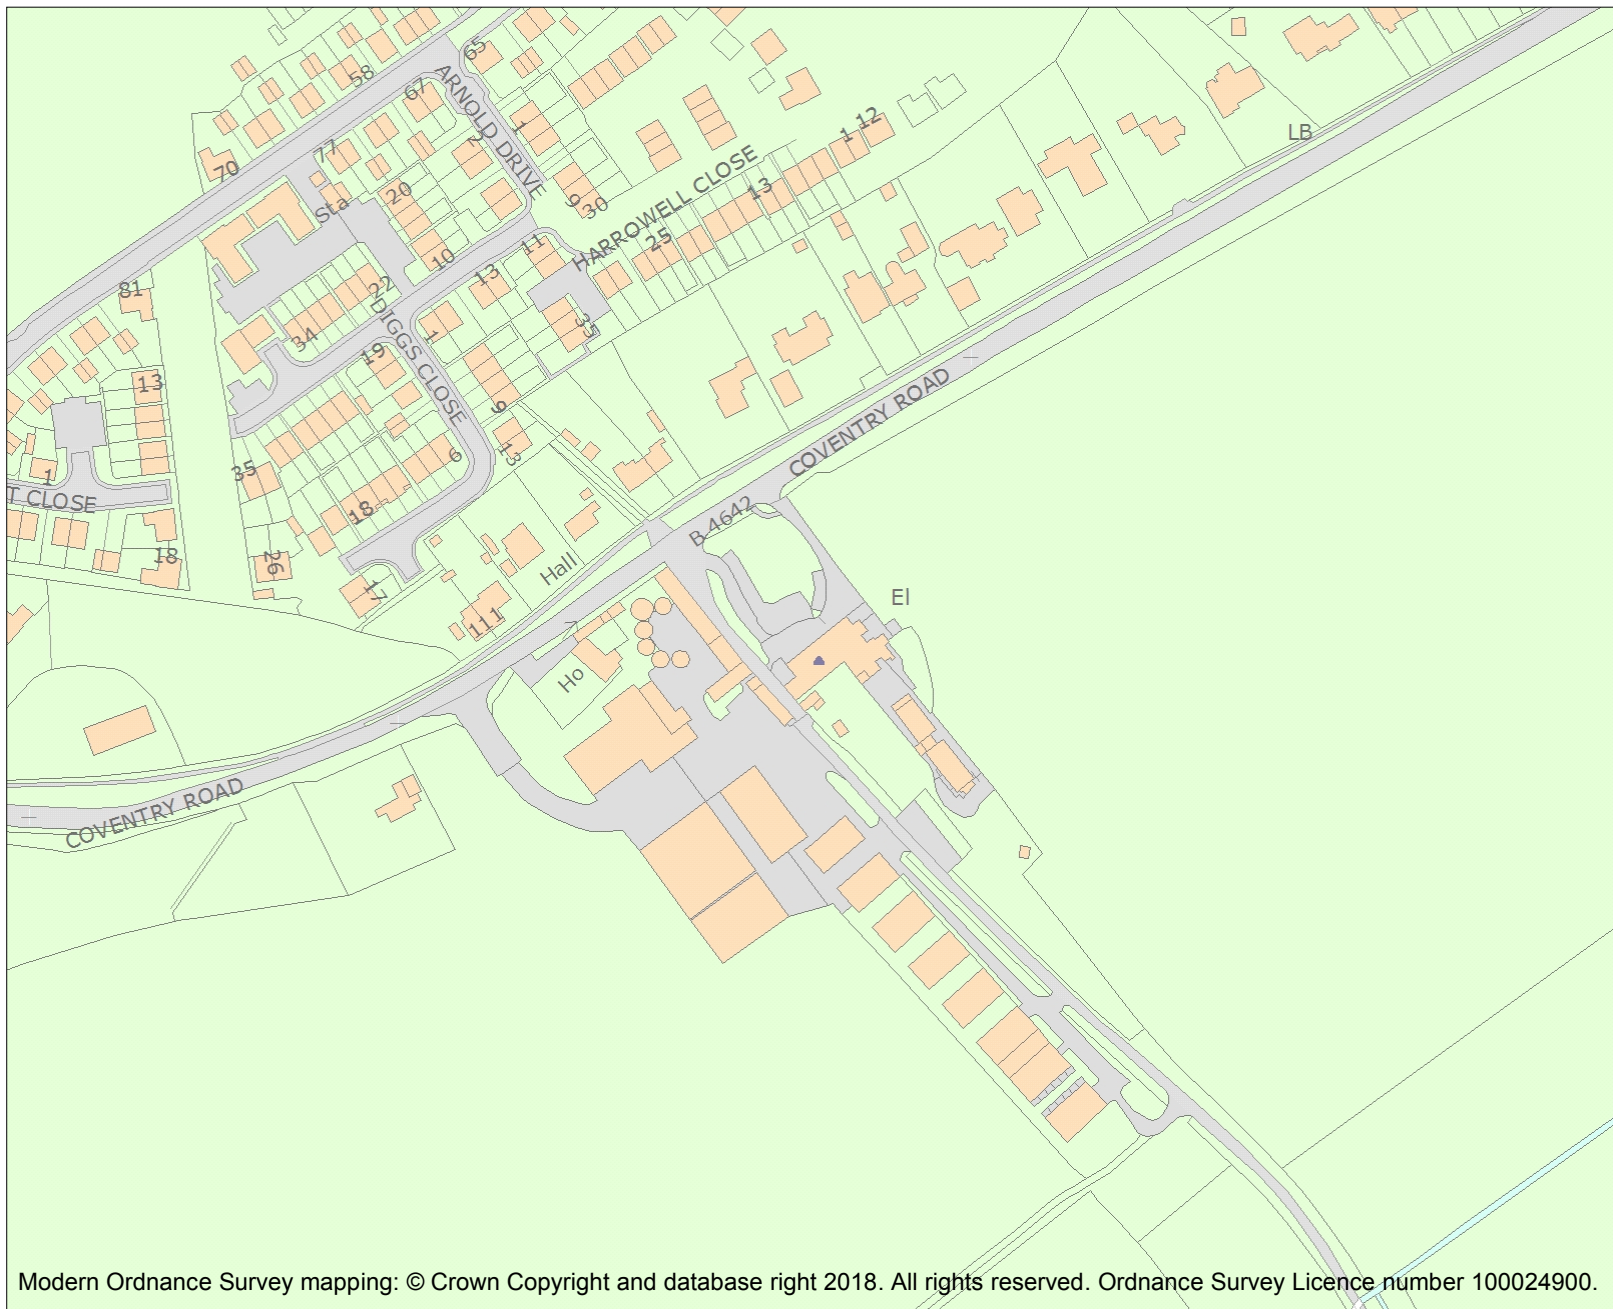 65
58
ARNOLD DRIVE
67
1
2
1 12
LB
77
70
20
9
30
Sta
HARROWELL CLOSE
13
25
11
10
13
22
81
DIGGS CLOSE
1
35
34
19
13
COVENTRY ROAD
9
13
6
35
1
T CLOSE
18
B 4642
18
26
Hall
17
El
111
1
Ho
COVENTRY ROAD
Modern Ordnance Survey mapping: © Crown Copyright and database right 2018. All rights reserved. Ordnance Survey Licence number 100024900.